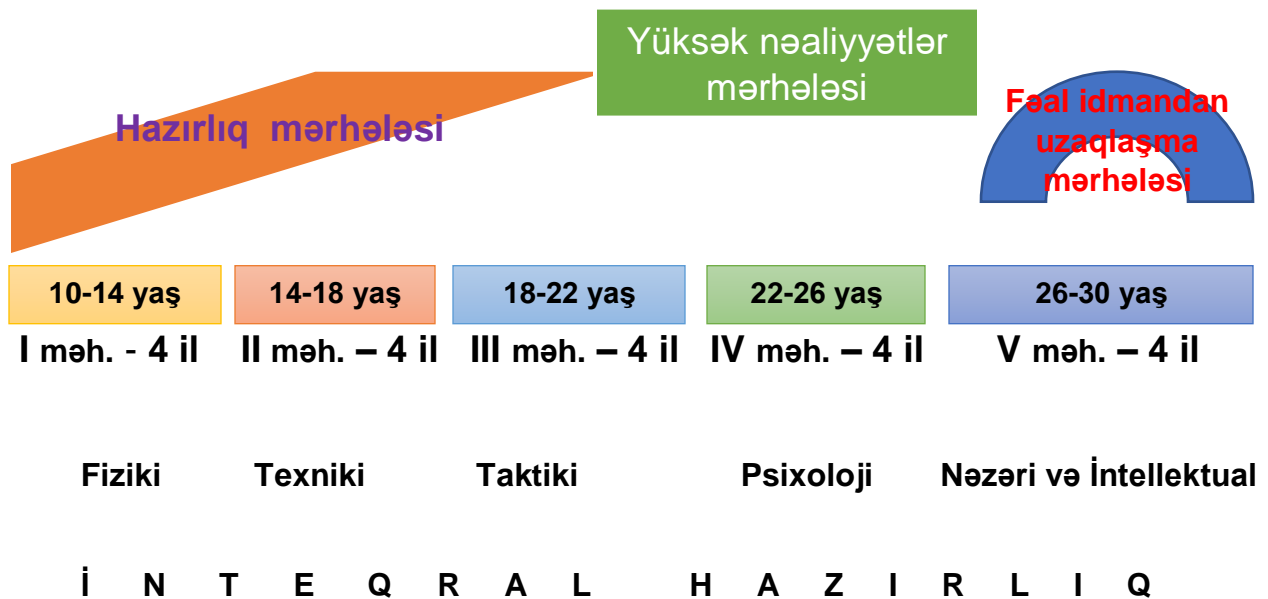 Yüksək nəaliyyətlər
mərhələsi
Hazırlıq mərhələsi
Fəal idmandan
uzaqlaşma
mərhələsi
10-14 yaş 14-18 yaş 18-22 yaş 22-26 yaş 26-30 yaş
I məh. - 4 il II məh. – 4 il III məh. – 4 il IV məh. – 4 il V məh. – 4 il
Fiziki Texniki Taktiki Psixoloji Nəzəri və İntellektual
İ N T E Q R A L H A Z I R L I Q